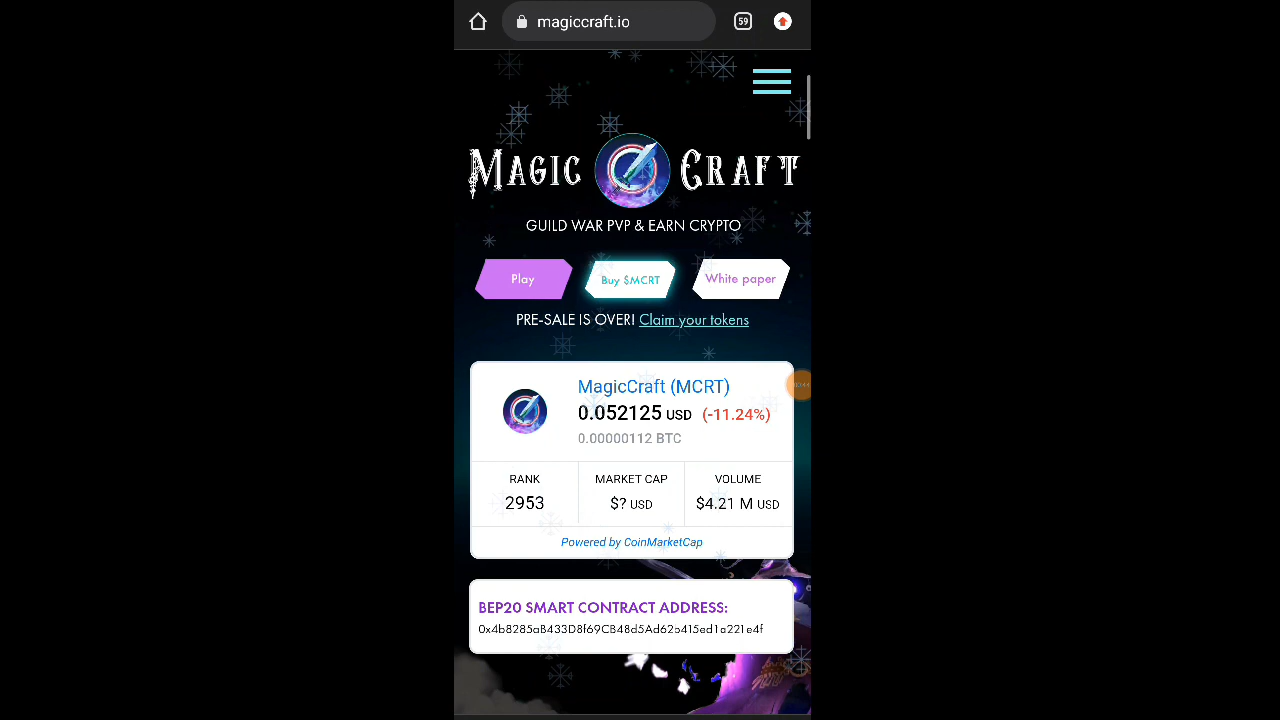 magiccraft.io
59
MAGIC CRAFT
GUILD WAR PVP & EARN CRYPTO
Play
Buy $MCRT
White paper
PRE-SALE IS OVER! Claim your tokens
MagicCraft (MCRT)
0.052125 USD (-11.24%)
0.00000112 BTC
RANK
2953
MARKET CAP
$? USD
VOLUME
$4.21 M USD
Powered by CoinMarketCap
BEP20 SMART CONTRACT ADDRESS:
0x4b8285aB433D8f69CB48d5Ad62b415ed1a221e4f